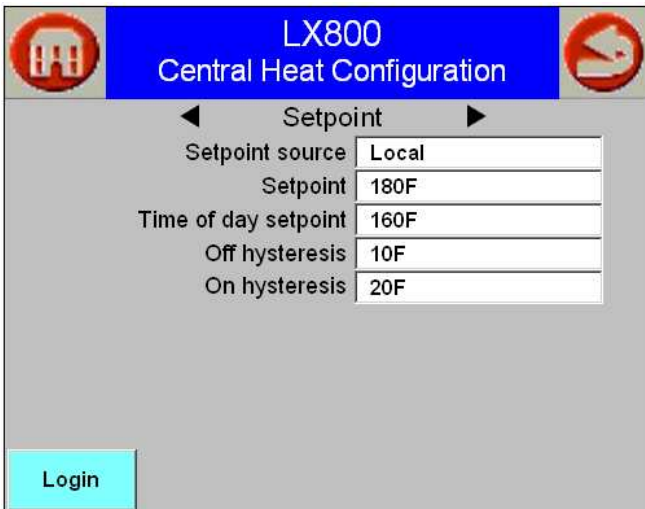 LX800
Central Heat Configuration
Setpoint
Setpoint source Local
Setpoint 180F
Time of day setpoint 160F
Off hysteresis 10F
On hysteresis 20F
Login